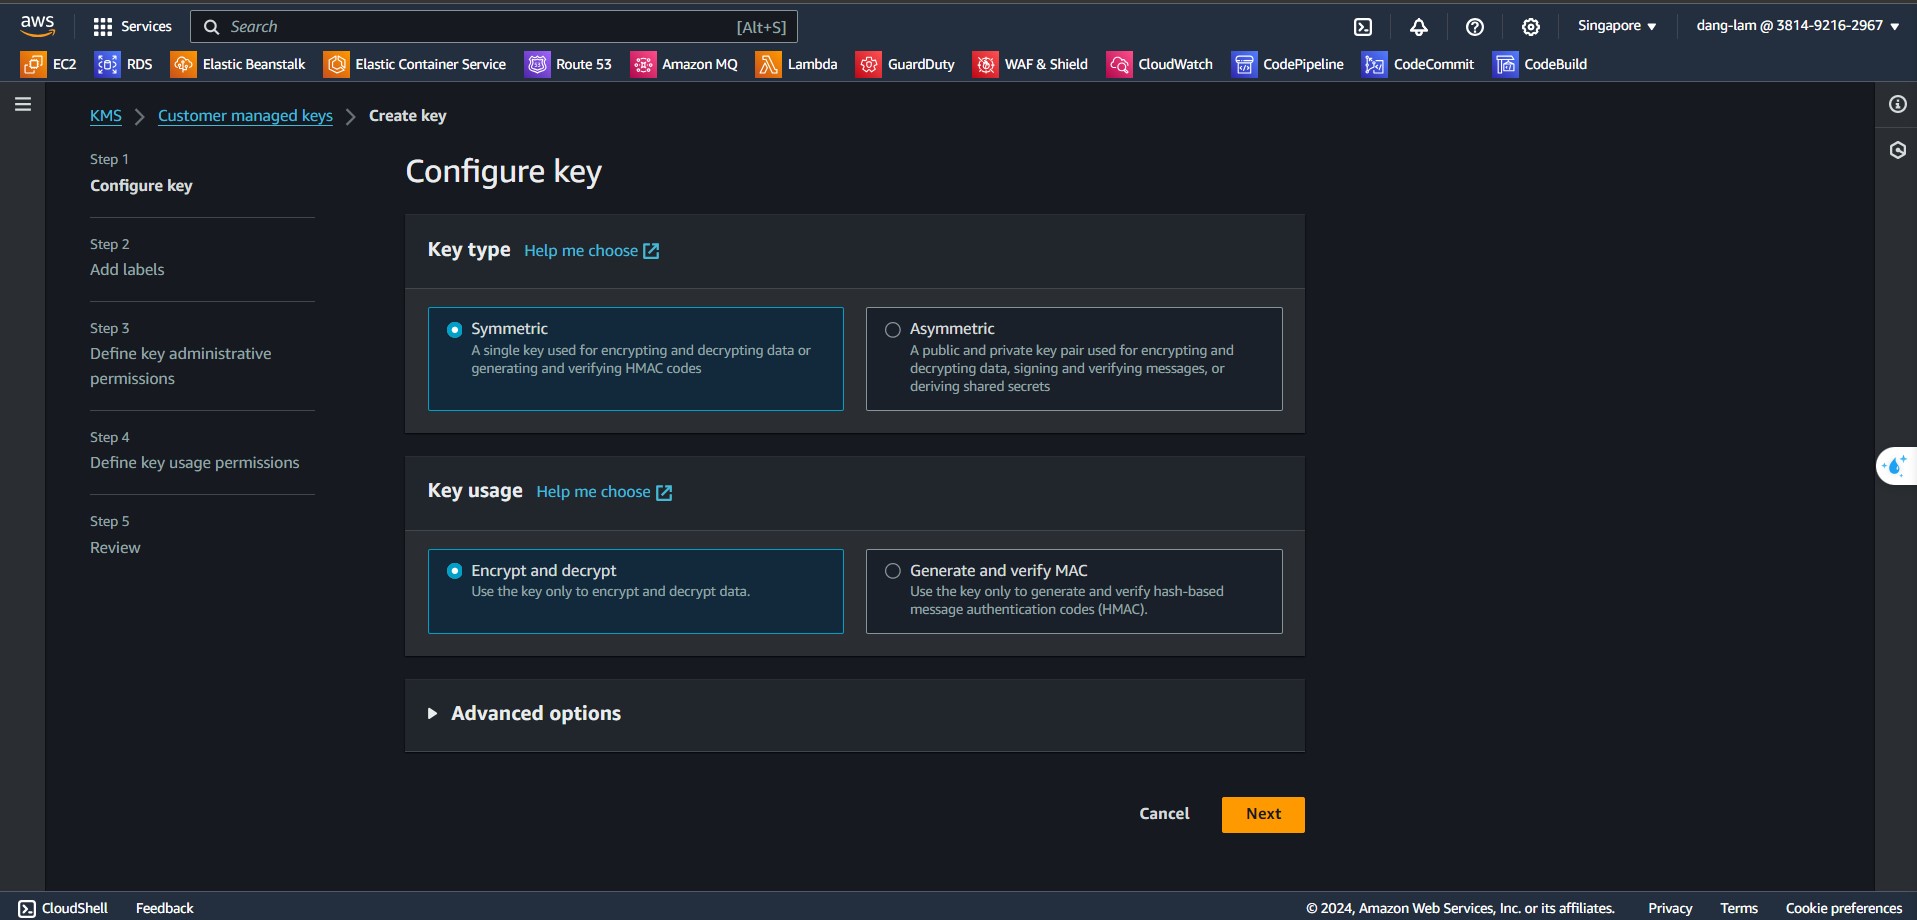 aws
Services
Search [Alt+S]
Singapore
dang-lam @ 3814-9216-2967
EC2
RDS
Elastic Beanstalk
Elastic Container Service
Route 53
Amazon MQ
Lambda
GuardDuty
WAF & Shield
CloudWatch
CodePipeline
CodeCommit
CodeBuild
KMS
Customer managed keys
Create key
Step 1
Configure key
Step 2
Add labels
Step 3
Define key administrative
permissions
Step 4
Define key usage permissions
Step 5
Review
Configure key
Key type Help me choose
Symmetric
A single key used for encrypting and decrypting data or
generating and verifying HMAC codes
Asymmetric
A public and private key pair used for encrypting and
decrypting data, signing and verifying messages, or
deriving shared secrets
Key usage Help me choose
Encrypt and decrypt
Use the key only to encrypt and decrypt data.
Generate and verify MAC
Use the key only to generate and verify hash-based
message authentication codes (HMAC).
Advanced options
Cancel
Next
CloudShell
Feedback
© 2024, Amazon Web Services, Inc. or its affiliates.
Privacy
Terms
Cookie preferences